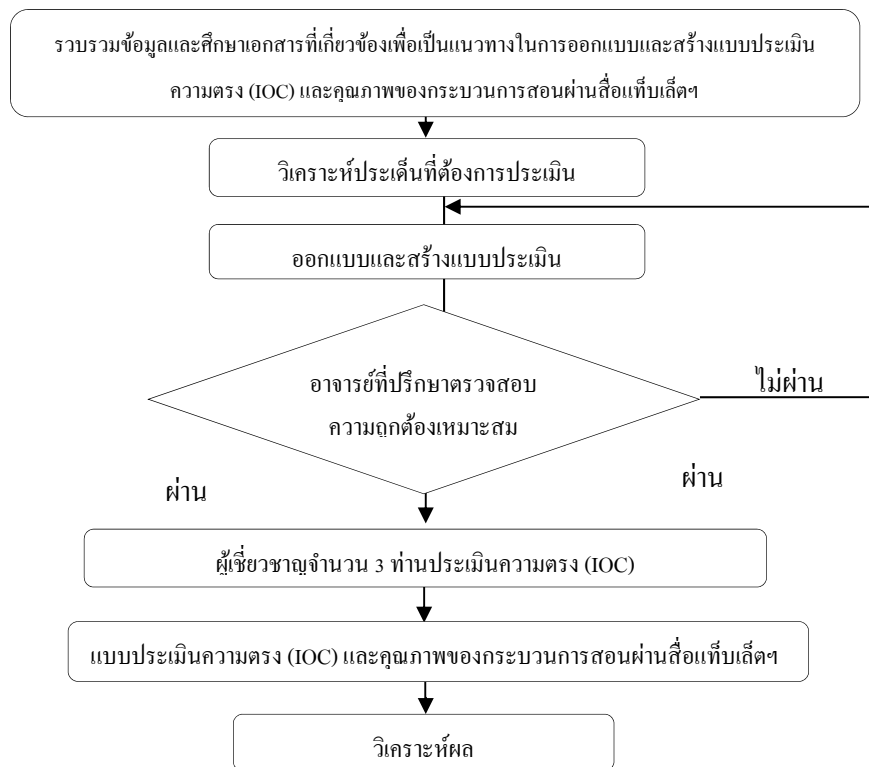 รวบรวมข้อมูลและศึกษาเอกสารที่เกี่ยวข้องเพื่อเป็นแนวทางในการออกแบบและสร้างแบบประเมิน
ความตรง (IOC) และคุณภาพของกระบวนการสอนผ่านสื่อแท็บเล็ตฯ
วิเคราะห์ประเด็นที่ต้องการประเมิน
ออกแบบและสร้างแบบประเมิน
อาจารย์ที่ปรึกษาตรวจสอบ
ความถูกต้องเหมาะสม
ไม่ผ่าน
ผ่าน
ผ่าน
ผู้เชี่ยวชาญจำนวน 3 ท่านประเมินความตรง (IOC)
แบบประเมินความตรง (IOC) และคุณภาพของกระบวนการสอนผ่านสื่อแท็บเล็ตฯ
วิเคราะห์ผล